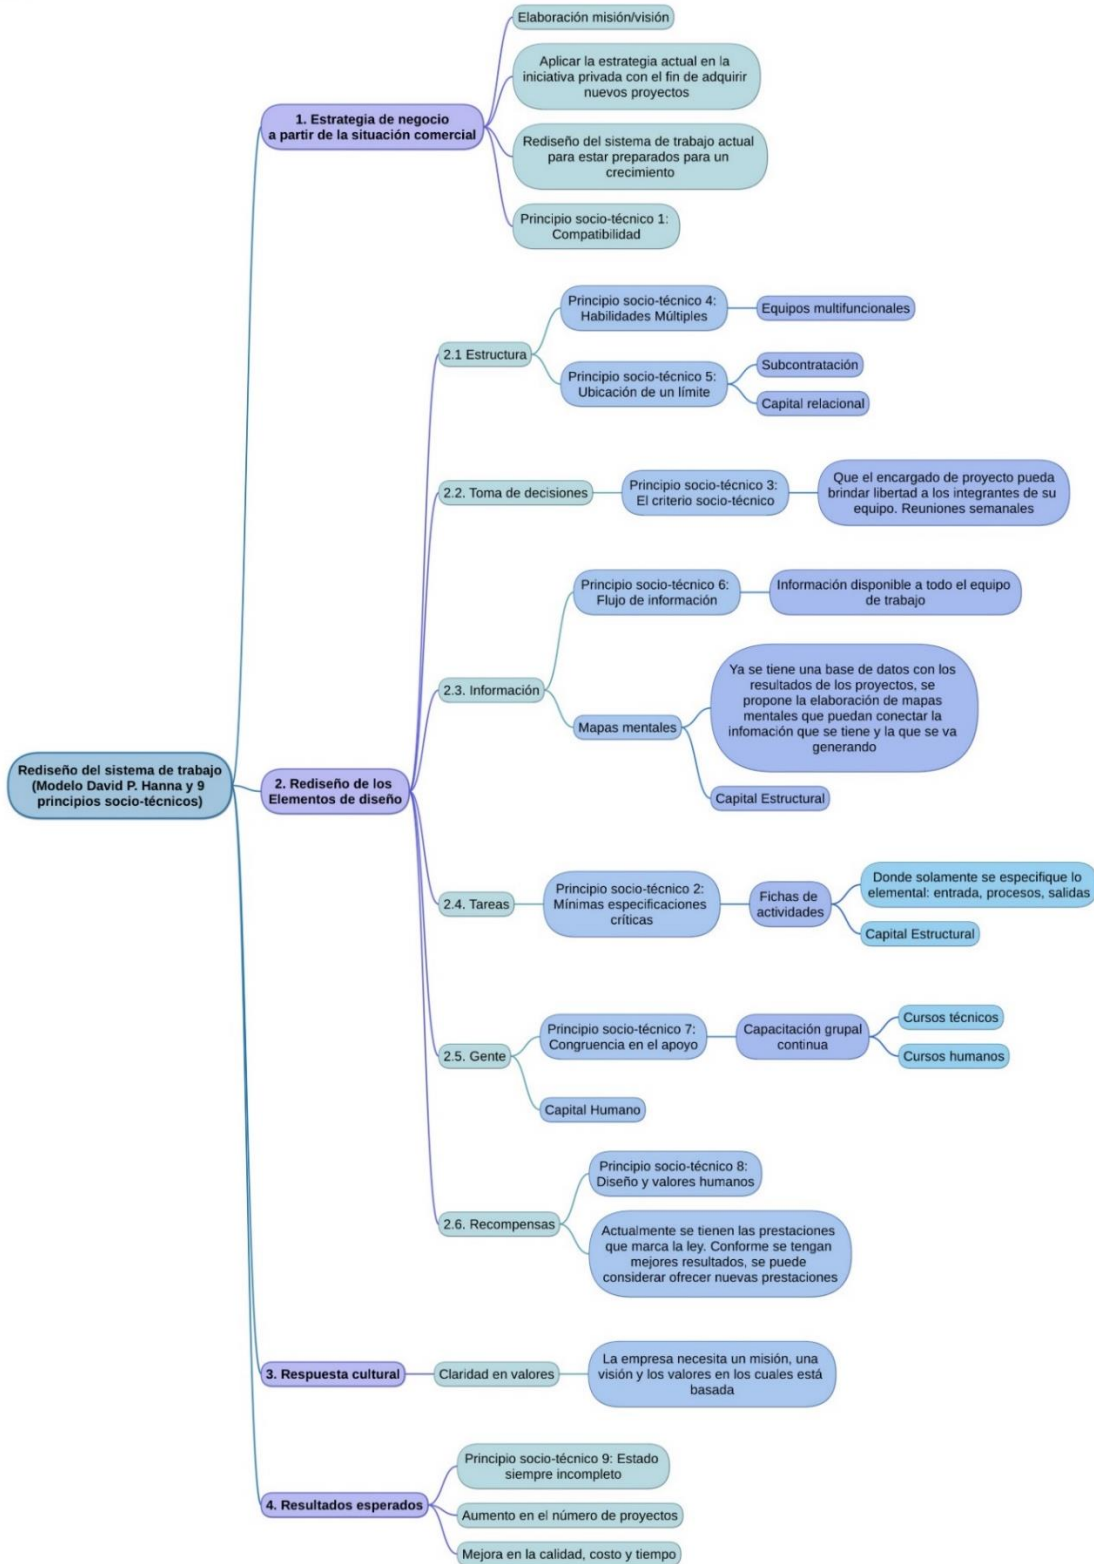 Elaboración misión/visión
Aplicar la estrategia actual en la
iniciativa privada con el fin de adquirir
nuevos proyectos
1. Estrategia de negocio
a partir de la situación comercial
Rediseño del sistema de trabajo actual
para estar preparados para un
crecimiento
Principio socio-técnico 1:
Compatibilidad
Principio socio-técnico 4:
Habilidades Múltiples
Equipos multifuncionales
2.1 Estructura
Principio socio-técnico 5:
Ubicación de un límite
Subcontratación
Capital relacional
2.2. Toma de decisiones
Principio socio-técnico 3:
El criterio socio-técnico
Que el encargado de proyecto pueda
brindar libertad a los integrantes de su
equipo. Reuniones semanales
Principio socio-técnico 6:
Flujo de información
Información disponible a todo el equipo
de trabajo
2.3. Información
Mapas mentales
Ya se tiene una base de datos con los
resultados de los proyectos, se
propone la elaboración de mapas
mentales que puedan conectar la
infomación que se tiene y la que se va
generando
Capital Estructural
Rediseño del sistema de trabajo
(Modelo David P. Hanna y 9
principios socio-técnicos)
2. Rediseño de los
Elementos de diseño
2.4. Tareas
Principio socio-técnico 2:
Mínimas especificaciones
críticas
Fichas de
actividades
Donde solamente se especifique lo
elemental: entrada, procesos, salidas
Capital Estructural
2.5. Gente
Principio socio-técnico 7:
Congruencia en el apoyo
Capacitación grupal
continua
Cursos técnicos
Cursos humanos
Capital Humano
2.6. Recompensas
Principio socio-técnico 8:
Diseño y valores humanos
Actualmente se tienen las prestaciones
que marca la ley. Conforme se tengan
mejores resultados, se puede
considerar ofrecer nuevas prestaciones
3. Respuesta cultural
Claridad en valores
La empresa necesita un misión, una
visión y los valores en los cuales está
basada
4. Resultados esperados
Principio socio-técnico 9: Estado
siempre incompleto
Aumento en el número de proyectos
Mejora en la calidad, costo y tiempo